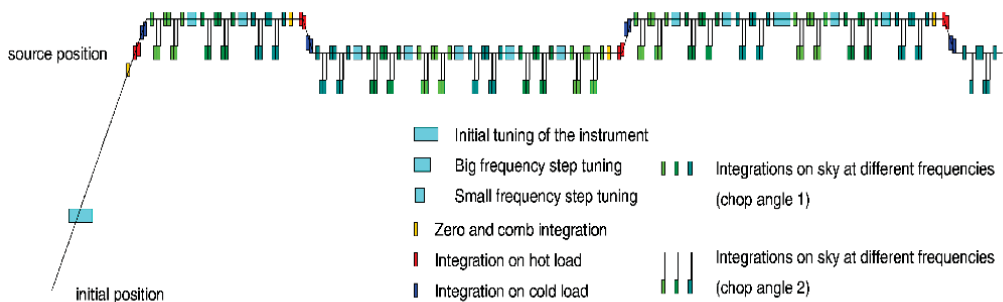 source position
Initial tuning of the instrument
Big frequency step tuning
Small frequency step tuning
Zero and comb integration
Integration on hot load
Integration on cold load
Integrations on sky at different frequencies
(chop angle 1)
Integrations on sky at different frequencies
(chop angle 2)
initial position